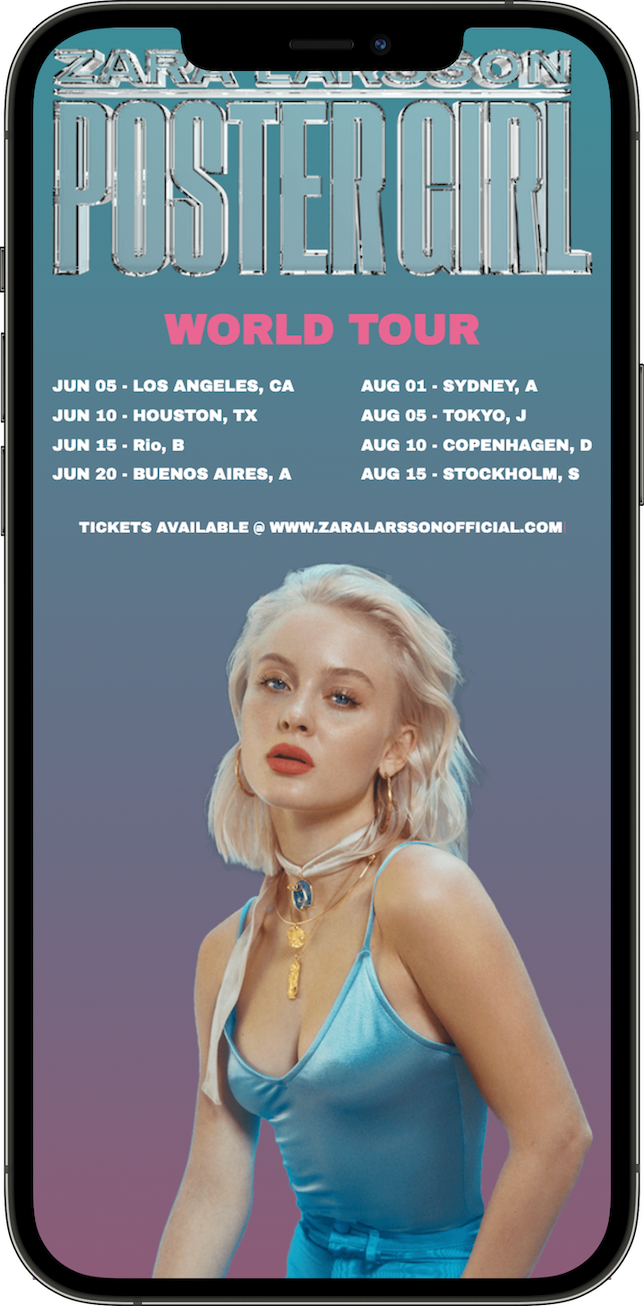 ZARA LARSSON
POSTER GIRL
WORLD TOUR
JUN 05 - LOS ANGELES, CA
JUN 10 - HOUSTON, TX
JUN 15 - Rio, B
JUN 20 - BUENOS AIRES, A
AUG 01 - SYDNEY, A
AUG 05 - TOKYO, J
AUG 10 - COPENHAGEN, D
AUG 15 - STOCKHOLM, S
TICKETS AVAILABLE @ WWW.ZARALARSSONOFFICIAL.COM